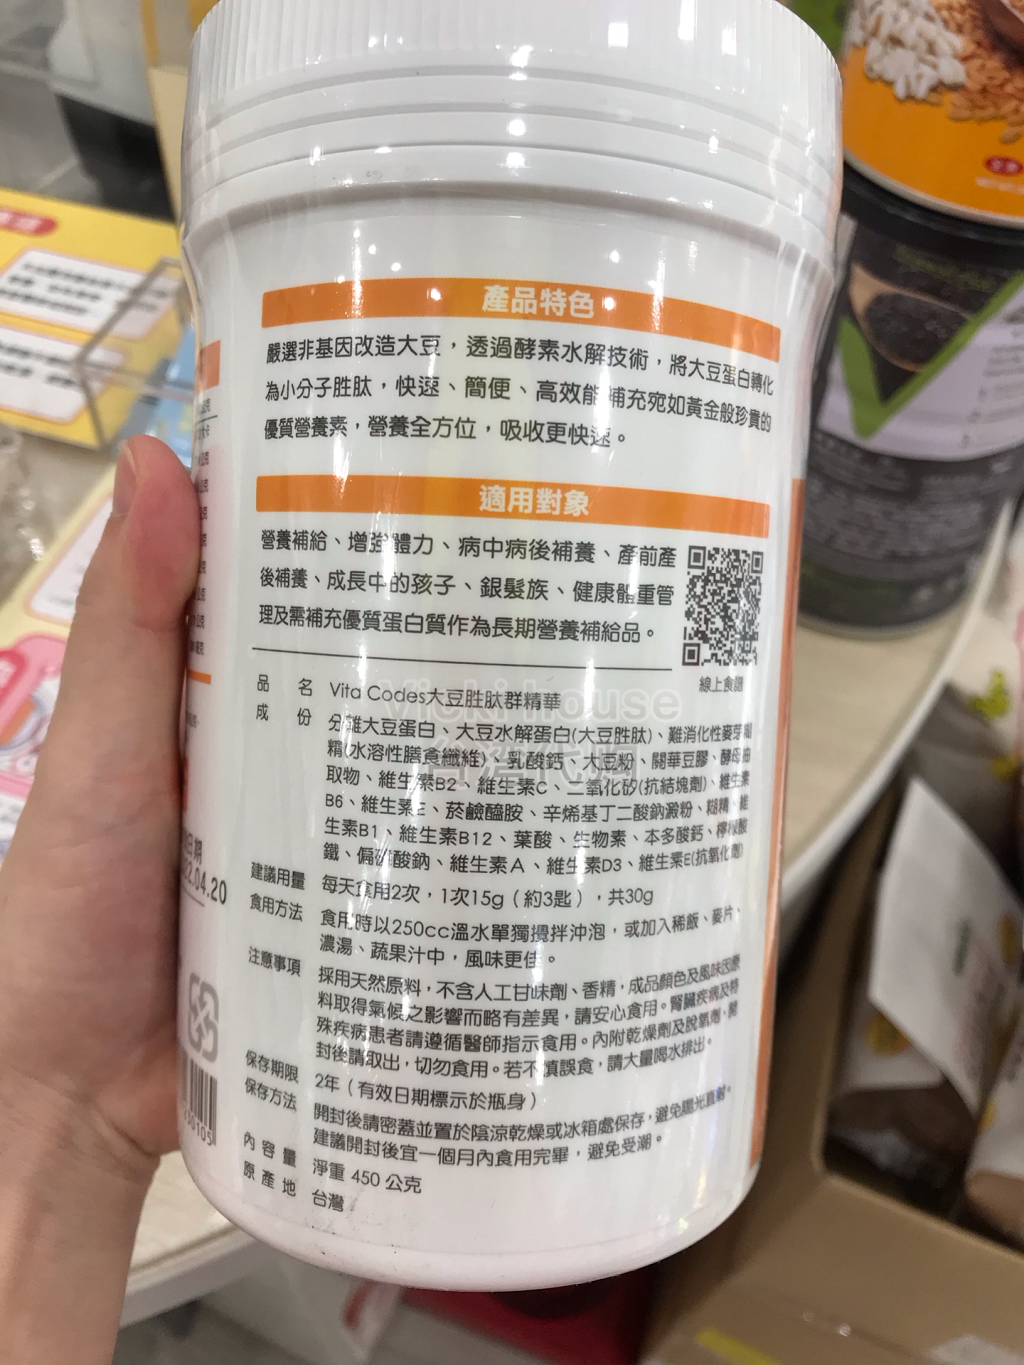 產品特色
嚴選非基因改造大豆，透過酵素水解技術，將大豆蛋白轉化
為小分子胜肽，快速、簡便、高效能補充宛如黃金般珍貴的
優質營養素，營養全方位，吸收更快速。
適用對象
營養補給、增強體力、病中病後補養、產前產
後補養、成長中的孩子、銀髮族、健康體重管
理及需補充優質蛋白質作為長期營養補給品。
線上食譜
品名 Vita Codes大豆胜肽群精華
成份 分離大豆蛋白、大豆水解蛋白(大豆胜肽)、難消化性麥芽糊
精(水溶性膳食纖維)、乳酸鈣、大豆粉、關華豆膠、酵母抽
取物、維生素B2、維生素C、二氧化矽(抗結塊劑)、維生素
B6、維生素E、菸鹼醯胺、辛烯基丁二酸鈉澱粉、糊精、維
生素B1、維生素B12、葉酸、生物素、本多酸鈣、檸檬酸
鐵、偏磷酸鈉、維生素A、維生素D3、維生素E(抗氧化劑)
建議用量 每天食用2次，1次15g（約3匙），共30g
食用方法 食用時以250cc溫水單獨攪拌沖泡，或加入稀飯、麥片、
濃湯、蔬果汁中，風味更佳。
注意事項 採用天然原料，不含人工甘味劑、香精，成品顏色及風味因原
料取得氣候之影響而略有差異，請安心食用。腎臟疾病及特
殊疾病患者請遵循醫師指示食用。內附乾燥劑及脫氧劑，開
封後請取出，切勿食用。若不慎誤食，請大量喝水排出。
保存期限 2年（有效日期標示於瓶身）
保存方法 開封後請密蓋並置於陰涼乾燥或冰箱處保存，避免陽光直射。
建議開封後宜一個月內食用完畢，避免受潮。
內容量 淨重 450 公克
原產地 台灣
Vicki house
台灣代购
.04.20
230105